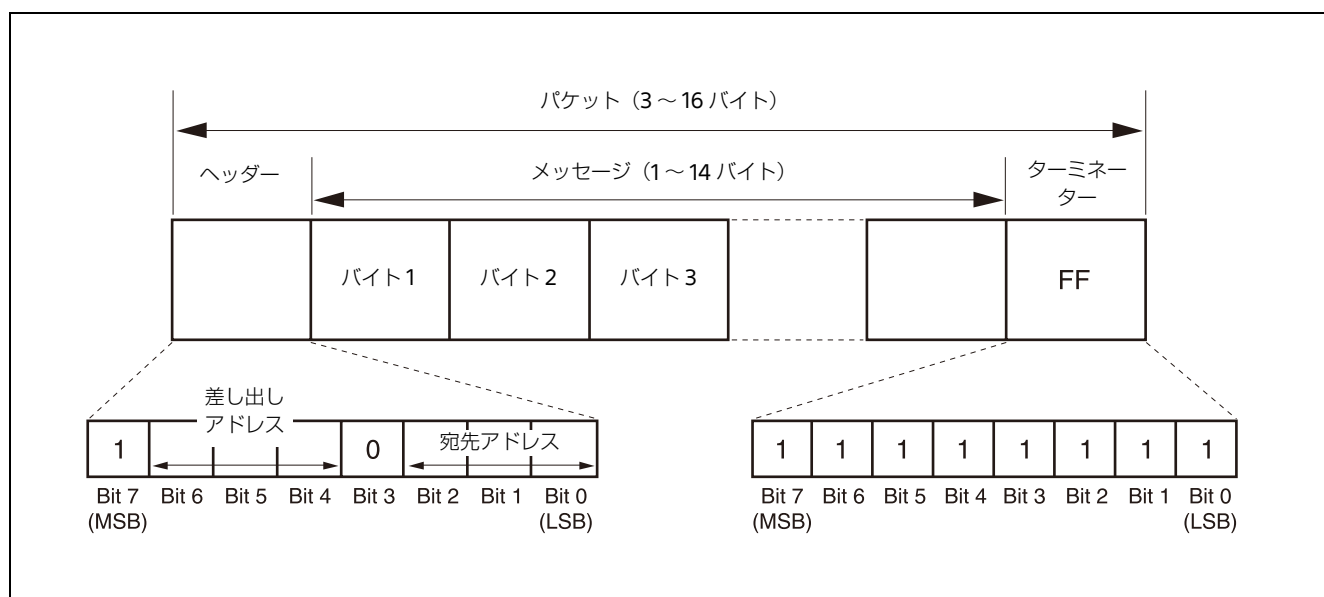 パケット（3 ～ 16 バイト）
ヘッダー
メッセージ（1 ～ 14 バイト）
ターミネー
ター
バイト 1
バイト 2
バイト 3
FF
差し出し
アドレス
宛先アドレス
1
0
Bit 7 Bit 6 Bit 5 Bit 4 Bit 3 Bit 2 Bit 1 Bit 0
(MSB) (LSB)
1 1 1 1 1 1 1 1
Bit 7 Bit 6 Bit 5 Bit 4 Bit 3 Bit 2 Bit 1 Bit 0
(MSB) (LSB)